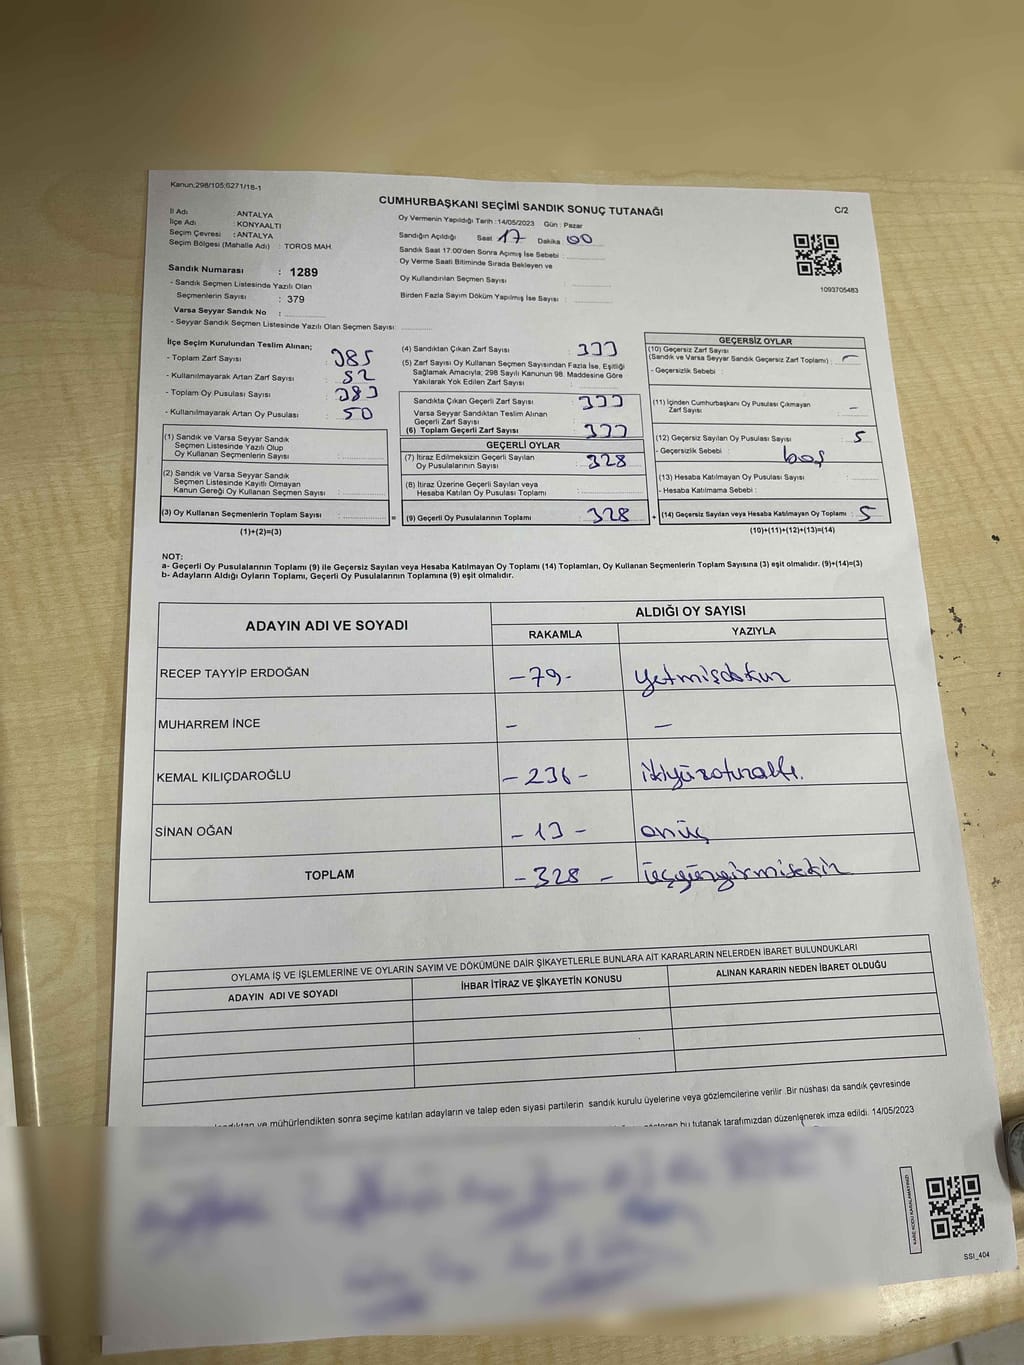 Kanun.298/105;6271/18-1
CUMHURBAŞKANI SEÇİMİ SANDIK SONUÇ TUTANAĞI
C/2
İl Adı : ANTALYA
İlçe Adı : KONYAALTI
Seçim Çevresi : ANTALYA
Seçim Bölgesi (Mahalle Adı) : TOROS MAH.
Sandık Numarası : 1289
- Sandık Seçmen Listesinde Yazılı Olan
Seçmenlerin Sayısı : 379
Varsa Seyyar Sandık No :
- Seyyar Sandık Seçmen Listesinde Yazılı Olan Seçmen Sayısı:
Oy Vermenin Yapıldığı Tarih : 14/05/2023 Gün : Pazar
Sandığın Açıldığı Saat 17 Dakika 00
Sandık Saat 17:00'den Sonra Açımış İse Sebebi :
Oy Verme Saati Bitiminde Sırada Bekleyen ve
Oy Kullandırılan Seçmen Sayısı :
Birden Fazla Sayım Döküm Yapılmış İse Sayısı :
1093705483
İlçe Seçim Kurulundan Teslim Alınan;
- Toplam Zarf Sayısı : 385
- Kullanılmayarak Artan Zarf Sayısı : 52
- Toplam Oy Pusulası Sayısı : 383
- Kullanılmayarak Artan Oy Pusulası : 50
(1) Sandık ve Varsa Seyyar Sandık
Seçmen Listesinde Yazılı Olup
Oy Kullanan Seçmenlerin Sayısı :
(2) Sandık ve Varsa Seyyar Sandık
Seçmen Listesinde Kayıtlı Olmayan
Kanun Gereği Oy Kullanan Seçmen Sayısı :
(3) Oy Kullanan Seçmenlerin Toplam Sayısı :
(1)+(2)=(3)
=
(4) Sandıktan Çıkan Zarf Sayısı : 333
(5) Zarf Sayısı Oy Kullanan Seçmen Sayısından Fazla İse, Eşitliği
Sağlamak Amacıyla; 298 Sayılı Kanunun 98. Maddesine Göre
Yakılarak Yok Edilen Zarf Sayısı :
Sandıkta Çıkan Geçerli Zarf Sayısı : 333
Varsa Seyyar Sandıktan Teslim Alınan
Geçerli Zarf Sayısı :
(6) Toplam Geçerli Zarf Sayısı : 333
GEÇERLİ OYLAR
(7) İtiraz Edilmeksizin Geçerli Sayılan
Oy Pusulalarının Sayısı : 328
(8) İtiraz Üzerine Geçerli Sayılan veya
Hesaba Katılan Oy Pusulası Toplamı :
(9) Geçerli Oy Pusulalarının Toplamı : 328
+
GEÇERSİZ OYLAR
(10) Geçersiz Zarf Sayısı
(Sandık ve Varsa Seyyar Sandık Geçersiz Zarf Toplamı) : –
- Geçersizlik Sebebi :
(11) İçinden Cumhurbaşkanı Oy Pusulası Çıkmayan
Zarf Sayısı : –
(12) Geçersiz Sayılan Oy Pusulası Sayısı : 5
- Geçersizlik Sebebi : boş
(13) Hesaba Katılmayan Oy Pusulası Sayısı :
- Hesaba Katılmama Sebebi :
(14) Geçersiz Sayılan veya Hesaba Katılmayan Oy Toplamı : 5
(10)+(11)+(12)+(13)=(14)
NOT:
a- Geçerli Oy Pusulalarının Toplamı (9) ile Geçersiz Sayılan veya Hesaba Katılmayan Oy Toplamı (14) Toplamları, Oy Kullanan Seçmenlerin Toplam Sayısına (3) eşit olmalıdır. (9)+(14)=(3)
b- Adayların Aldığı Oyların Toplamı, Geçerli Oy Pusulalarının Toplamına (9) eşit olmalıdır.
ADAYIN ADI VE SOYADI
ALDIĞI OY SAYISI
RAKAMLA YAZIYLA
RECEP TAYYİP ERDOĞAN -79- yetmişdokuz
MUHARREM İNCE - -
KEMAL KILIÇDAROĞLU -236- ikiyüzotuzaltı.
SİNAN OĞAN -13- onüç
TOPLAM -328- üçyüzyirmisekiz
OYLAMA İŞ VE İŞLEMLERİNE VE OYLARIN SAYIM VE DÖKÜMÜNE DAİR ŞİKAYETLERLE BUNLARA AİT KARARLARIN NELERDEN İBARET BULUNDUKLARI
ADAYIN ADI VE SOYADI İHBAR İTİRAZ VE ŞİKAYETİN KONUSU ALINAN KARARIN NEDEN İBARET OLDUĞU
ve mühürlendikten sonra seçime katılan adayların ve talep eden siyasi partilerin sandık kurulu üyelerine veya gözlemcilerine verilir .Bir nüshası da sandık çevresinde
bu tutanak tarafımızdan düzenlenerek imza edildi. 14/05/2023
KARE KODU KARALAMAYINIZ!
SSI_404